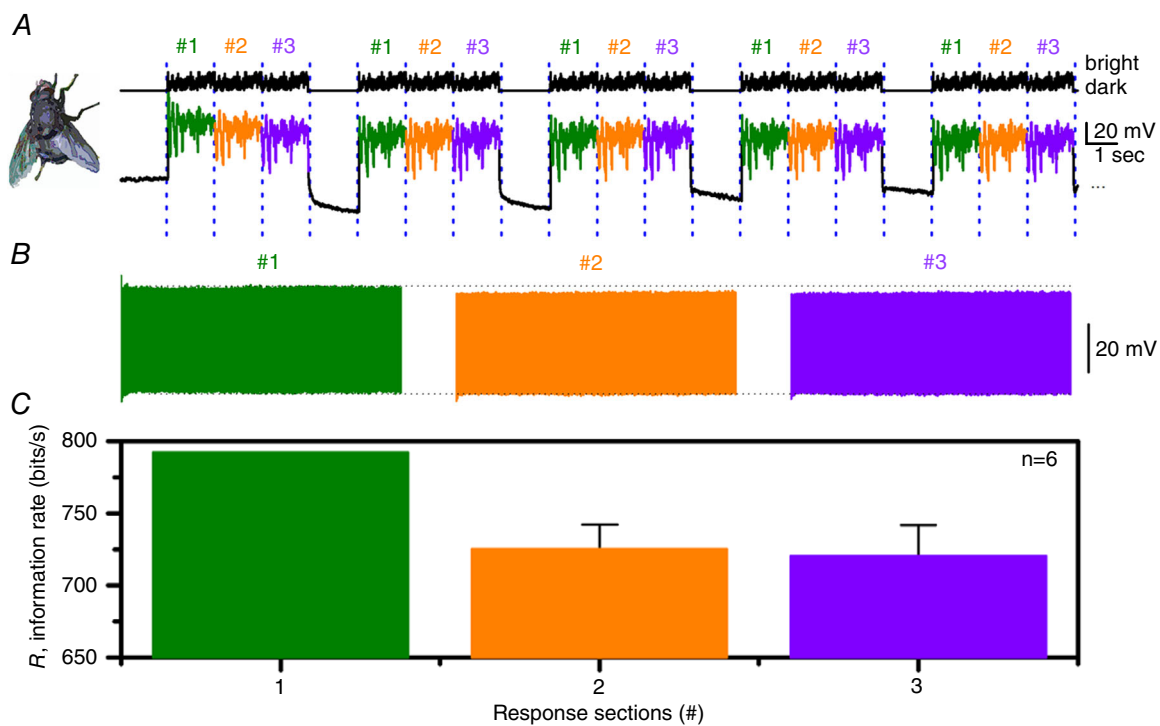 A
#1 #2 #3 #1 #2 #3 #1 #2 #3 #1 #2 #3 #1 #2 #3
bright
dark
20 mV
1 sec
...
B
#1 #2 #3
20 mV
C
R, information rate (bits/s)
800
750
700
650
n=6
1 2 3
Response sections (#)